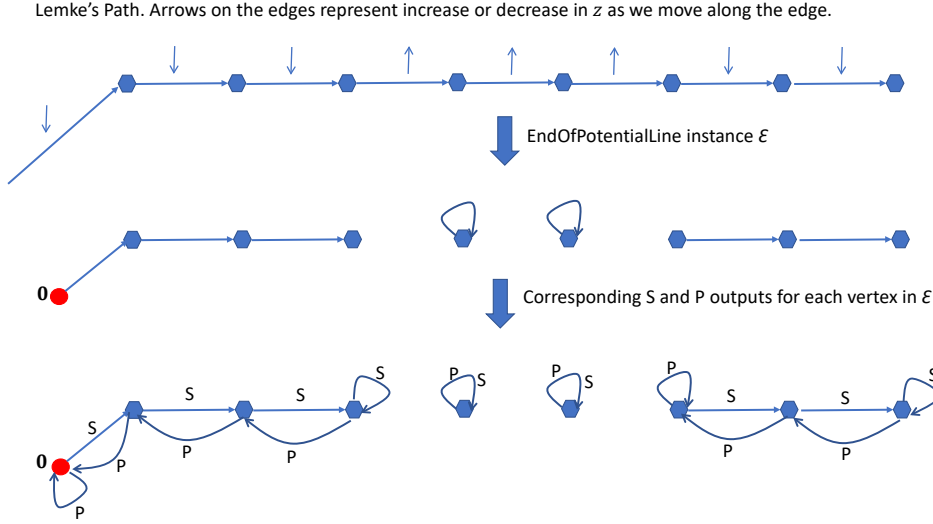 Lemke's Path. Arrows on the edges represent increase or decrease in z as we move along the edge.
EndOfPotentialLine instance ℰ
0
Corresponding S and P outputs for each vertex in ℰ
S S S P S P S P S S S
0 P P P P P
P